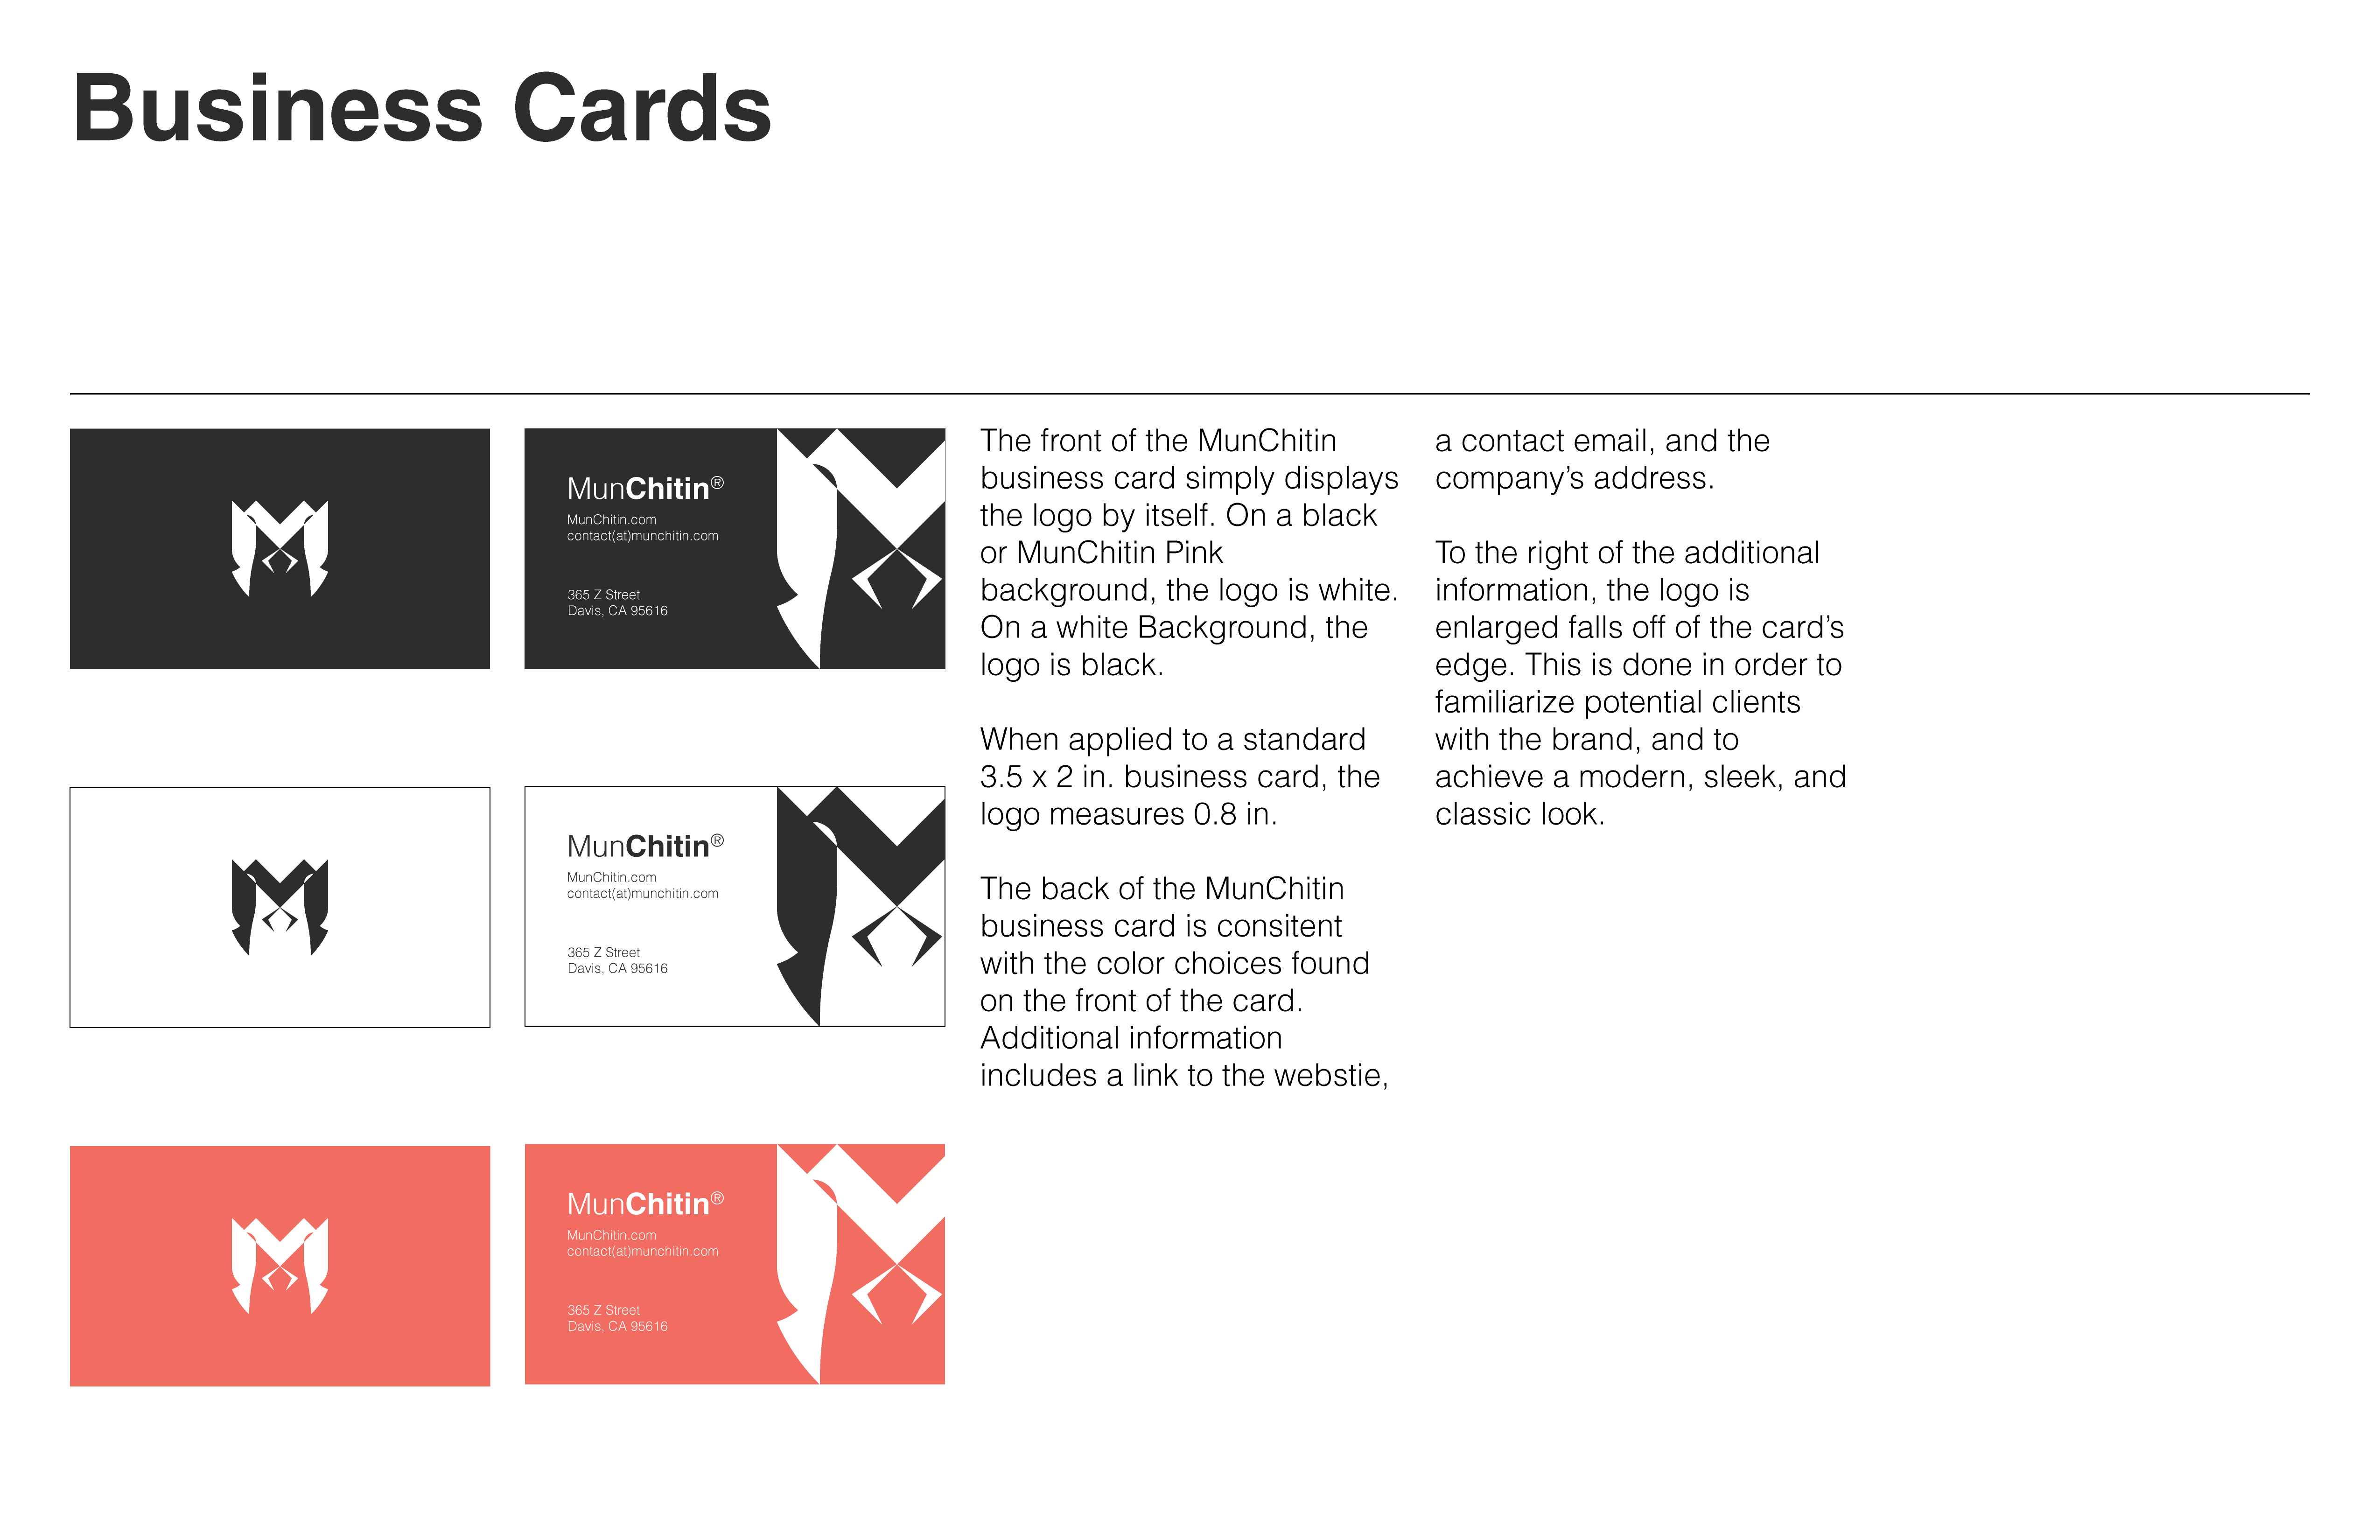 Business Cards
MunChitin®
MunChitin.com
contact(at)munchitin.com
365 Z Street
Davis, CA 95616
MunChitin®
MunChitin.com
contact(at)munchitin.com
365 Z Street
Davis, CA 95616
MunChitin®
MunChitin.com
contact(at)munchitin.com
365 Z Street
Davis, CA 95616
The front of the MunChitin
business card simply displays
the logo by itself. On a black
or MunChitin Pink
background, the logo is white.
On a white Background, the
logo is black.
When applied to a standard
3.5 x 2 in. business card, the
logo measures 0.8 in.
The back of the MunChitin
business card is consitent
with the color choices found
on the front of the card.
Additional information
includes a link to the webstie,
a contact email, and the
company’s address.
To the right of the additional
information, the logo is
enlarged falls off of the card’s
edge. This is done in order to
familiarize potential clients
with the brand, and to
achieve a modern, sleek, and
classic look.